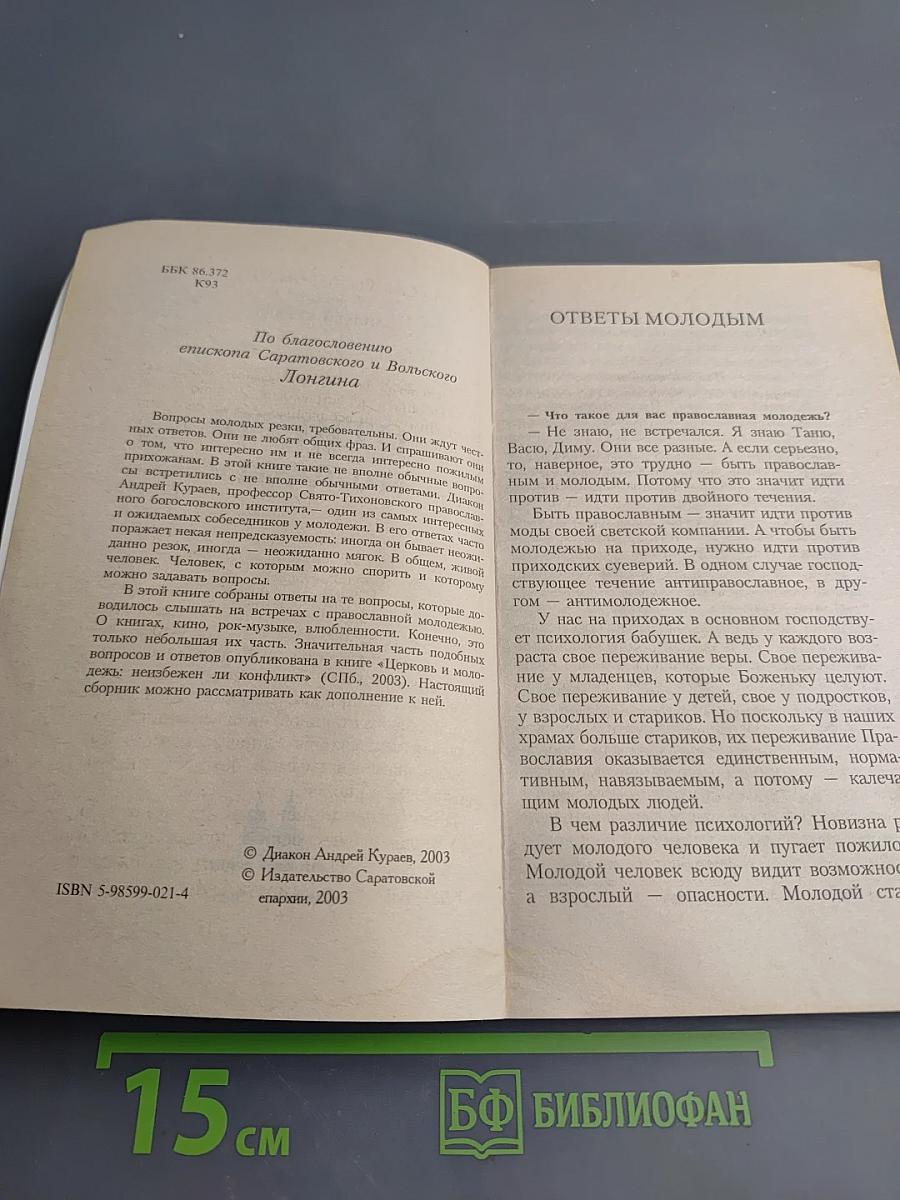 ББК 86.372
К93
По благословению
епископа Саратовского и Вольского
Лонгина
Вопросы молодых резки, требовательны. Они ждут чест-
ных ответов. Они не любят общих фраз. И спрашивают они
о том, что интересно им и не всегда интересно пожилым
прихожанам. В этой книге такие не вполне обычные вопро-
сы встретились с не вполне обычными ответами. Диакон
Андрей Кураев, профессор Свято-Тихоновского православ-
ного богословского института,— один из самых интересных
и ожидаемых собеседников у молодежи. В его ответах часто
поражает некая непредсказуемость: иногда он бывает неожи-
данно резок, иногда — неожиданно мягок. В общем, живой
человек. Человек, с которым можно спорить и которому
можно задавать вопросы.
В этой книге собраны ответы на те вопросы, которые до-
водилось слышать на встречах с православной молодежью.
О книгах, кино, рок-музыке, влюбленности. Конечно, это
только небольшая их часть. Значительная часть подобных
вопросов и ответов опубликована в книге «Церковь и моло-
дежь: неизбежен ли конфликт» (СПб., 2003). Настоящий
сборник можно рассматривать как дополнение к ней.
© Диакон Андрей Кураев, 2003
© Издательство Саратовской
епархии, 2003
ISBN 5-98599-021-4
ОТВЕТЫ МОЛОДЫМ
— Что такое для вас православная молодежь?
— Не знаю, не встречался. Я знаю Таню,
Васю, Диму. Они все разные. А если серьезно,
то, наверное, это трудно — быть православ-
ным и молодым. Потому что это значит идти
против — идти против двойного течения.
Быть православным — значит идти против
моды своей светской компании. А чтобы быть
молодежью на приходе, нужно идти против
приходских суеверий. В одном случае господ-
ствующее течение антиправославное, в дру-
гом — антимолодежное.
У нас на приходах в основном господству-
ет психология бабушек. А ведь у каждого воз-
раста свое переживание веры. Свое пережива-
ние у младенцев, которые Боженьку целуют.
Свое переживание у детей, свое у подростков,
у взрослых и стариков. Но поскольку в наших
храмах больше стариков, их переживание Пра-
вославия оказывается единственным, норма-
тивным, навязываемым, а потому — калеча-
щим молодых людей.
В чем различие психологий? Новизна р
дует молодого человека и пугает пожило
Молодой человек всюду видит возможнос
а взрослый — опасности. Молодой ста
15 см
БФ БИБЛИОФАН